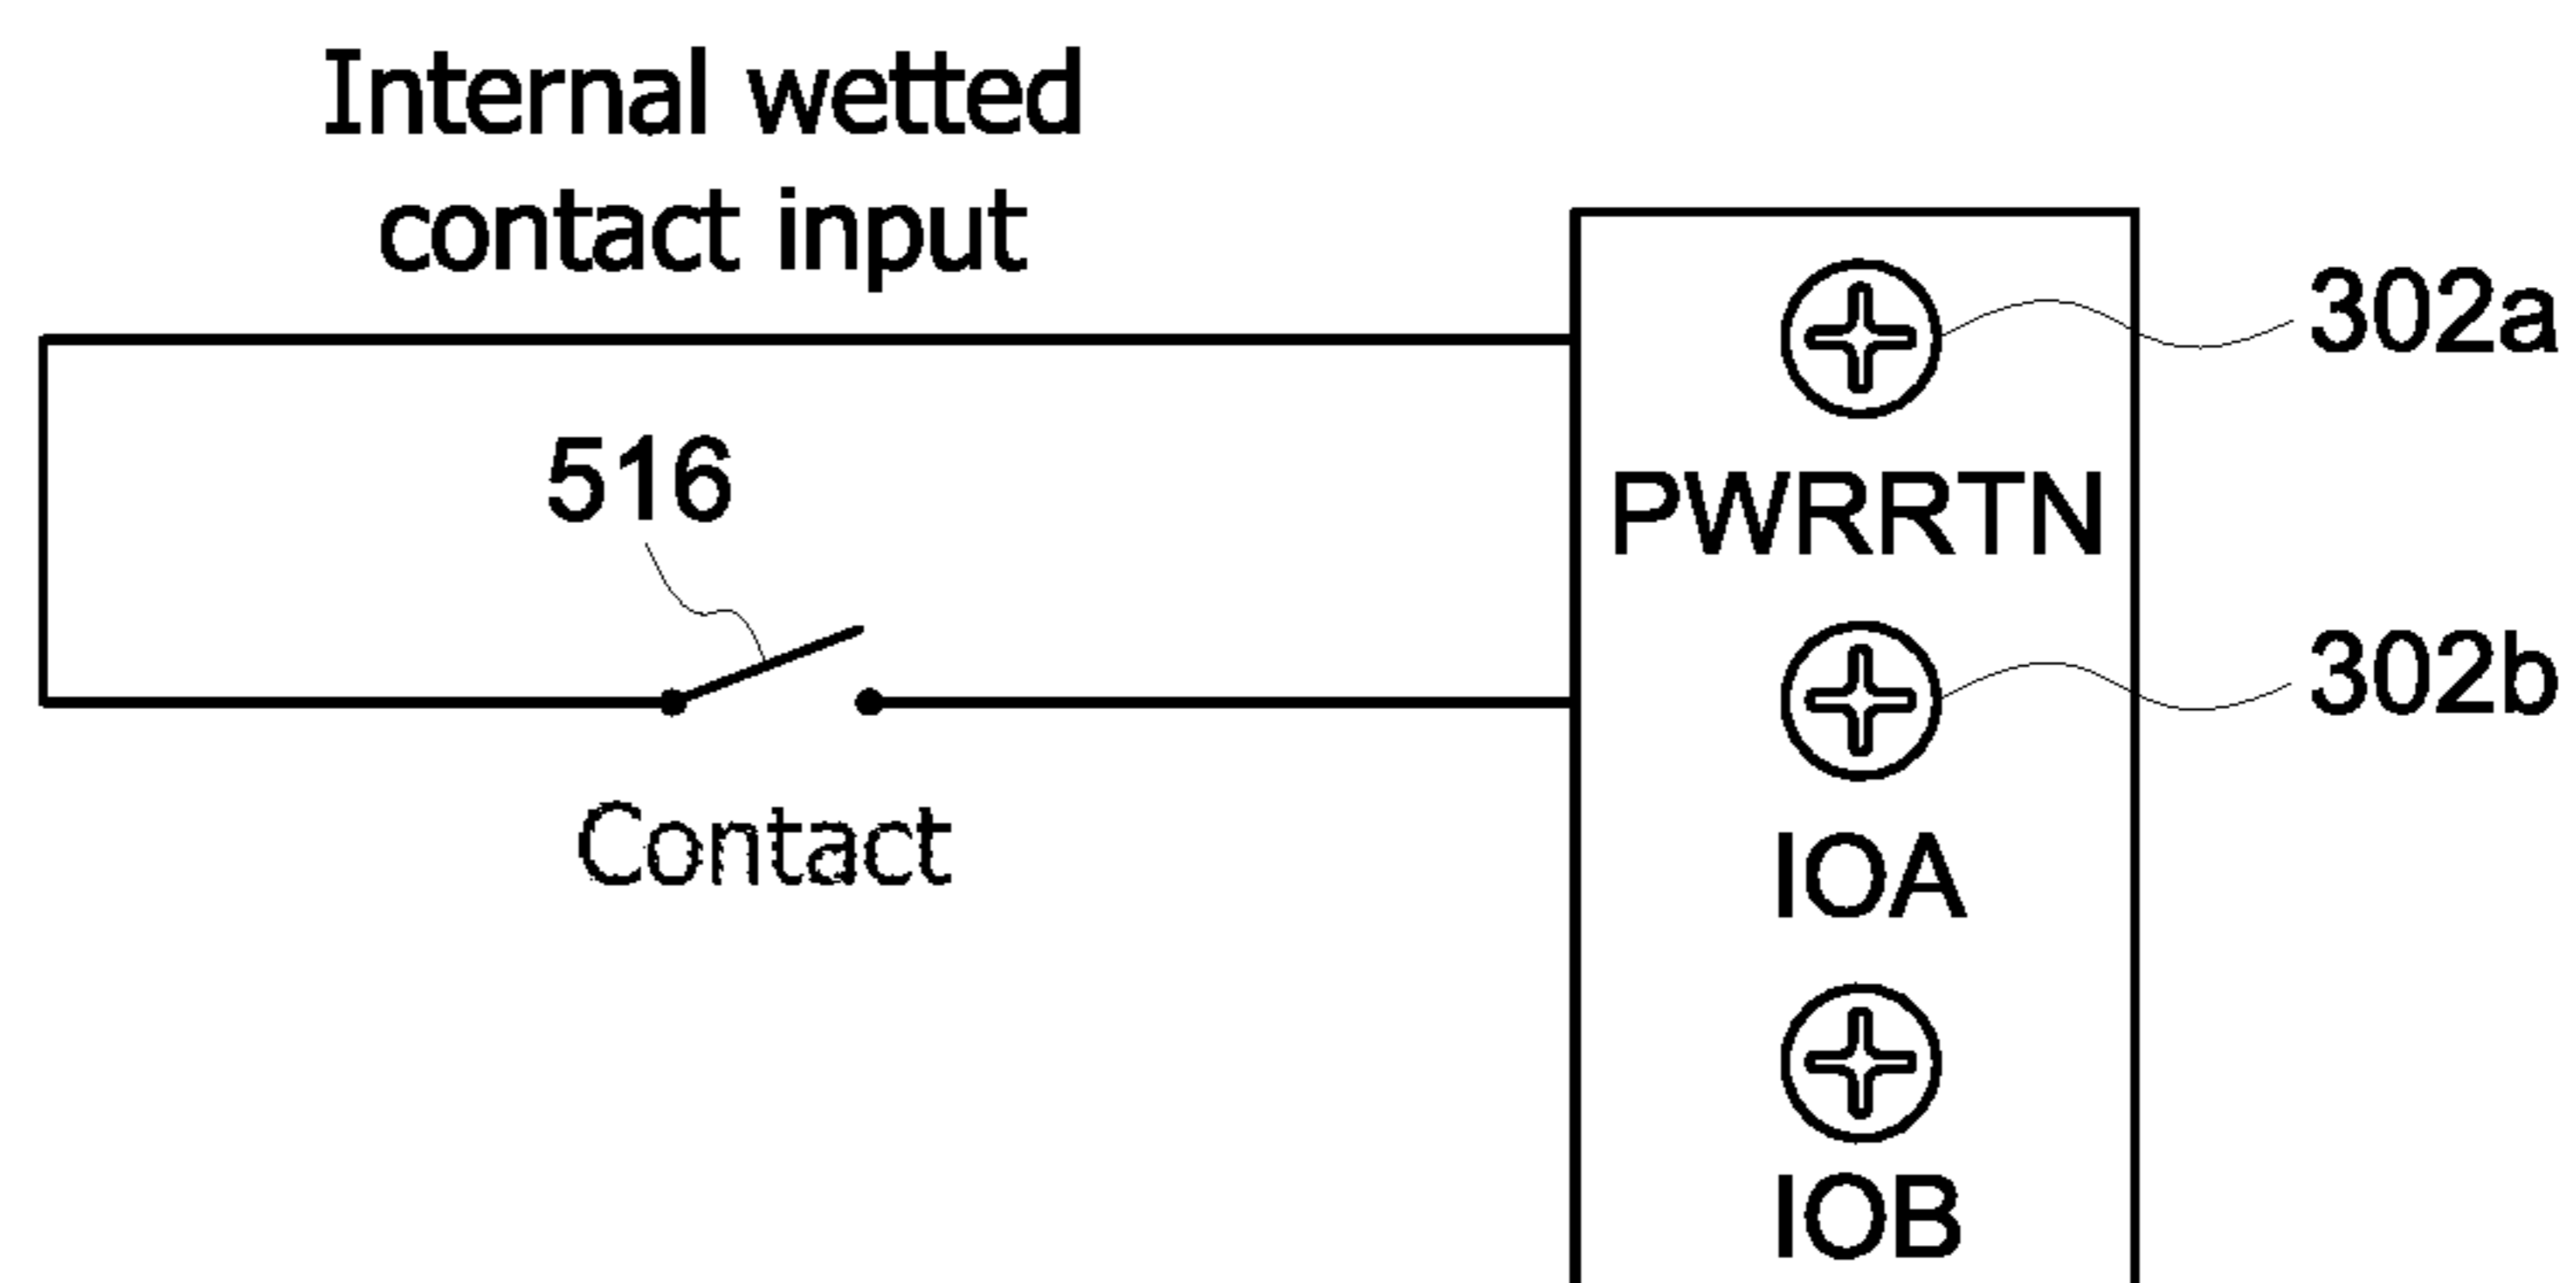 Internal wetted
contact input
302a
516
PWRRTN
302b
Contact
IOA
IOB